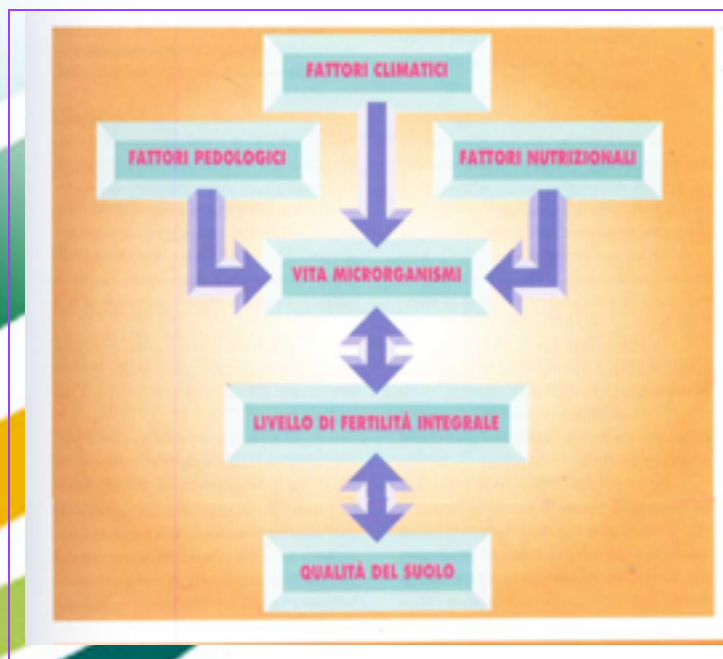 FATTORI CLIMATICI
FATTORI PEDOLOGICI
FATTORI NUTRIZIONALI
VITA MICRORGANISMI
LIVELLO DI FERTILITÀ INTEGRALE
QUALITÀ DEL SUOLO